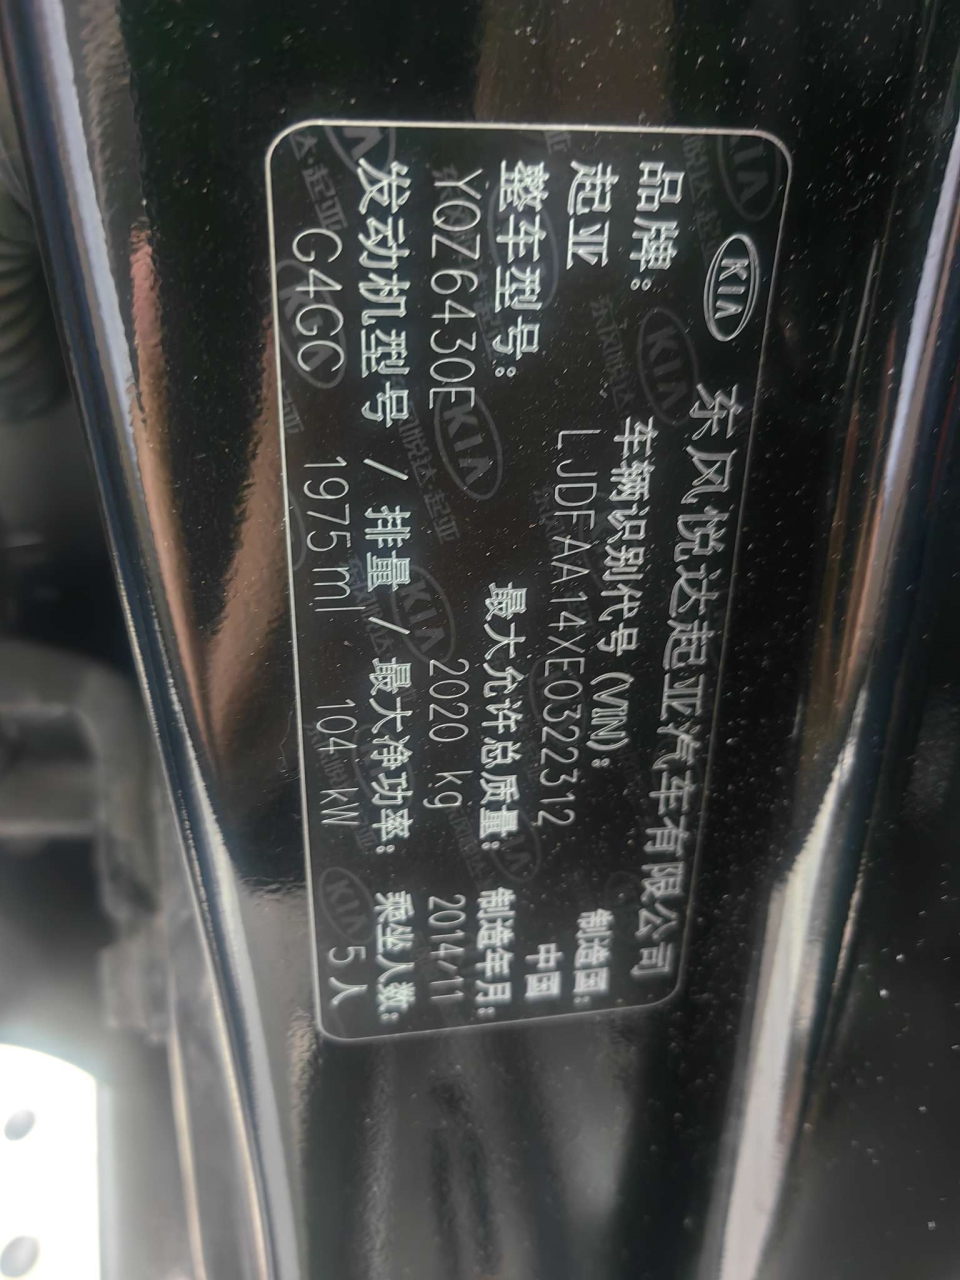 KIA 东风悦达起亚汽车有限公司
品牌: 车辆识别代号 (VIN): 制造国:
起亚 LJDFAA14XE0322312 中国
整车型号: 最大允许总质量: 制造年月:
YQZ6430E 2020 kg 2014/11
发动机型号 / 排量 / 最大净功率: 乘坐人数:
G4GC 1975ml 104 kW 5人